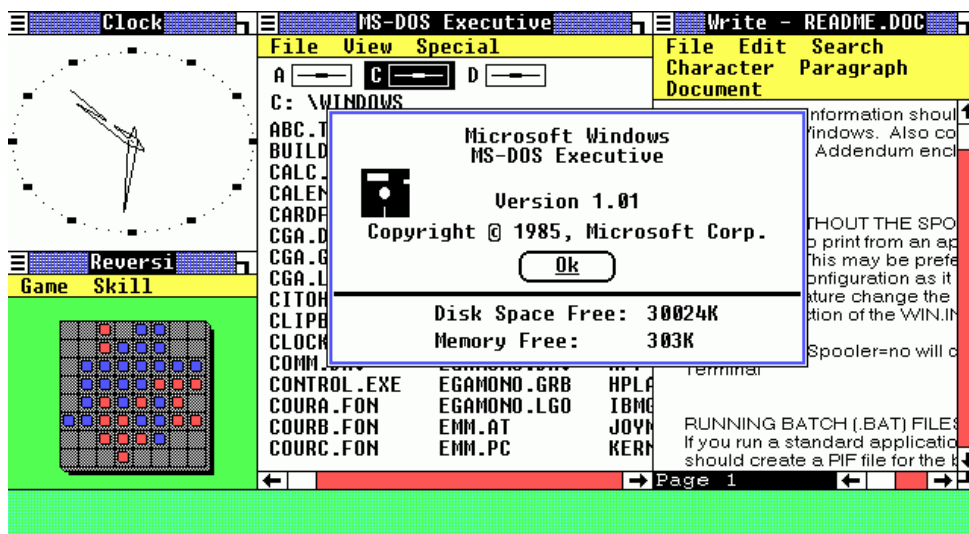 Clock
MS-DOS Executive
File View Special
A C D
C: \WINDOWS
ABC.T
BUILD
CALC.
CALEN
CARDF
CGA.D
CGA.G
CGA.L
CITOH
CLIPB
CLOCK
COMM.
CONTROL.EXE EGAMONO.GRB HPLA
COURA.FON EGAMONO.LGO IBMG
COURB.FON EMM.AT JOYM
COURC.FON EMM.PC KERN
Microsoft Windows
MS-DOS Executive
Version 1.01
Copyright © 1985, Microsoft Corp.
Ok
Disk Space Free: 30024K
Memory Free: 303K
Write - README.DOC
File Edit Search
Character Paragraph
Document
nformation shoul
Windows. Also co
Addendum encl
THOUT THE SPO
print from an ap
This may be prefe
onfiguration as it
ature change the
ction of the WIN.IN
Spooler=no will c
Terminal
RUNNING BATCH (.BAT) FILES
If you run a standard applicatio
should create a PIF file for the b
Page 1
Reversi
Game Skill